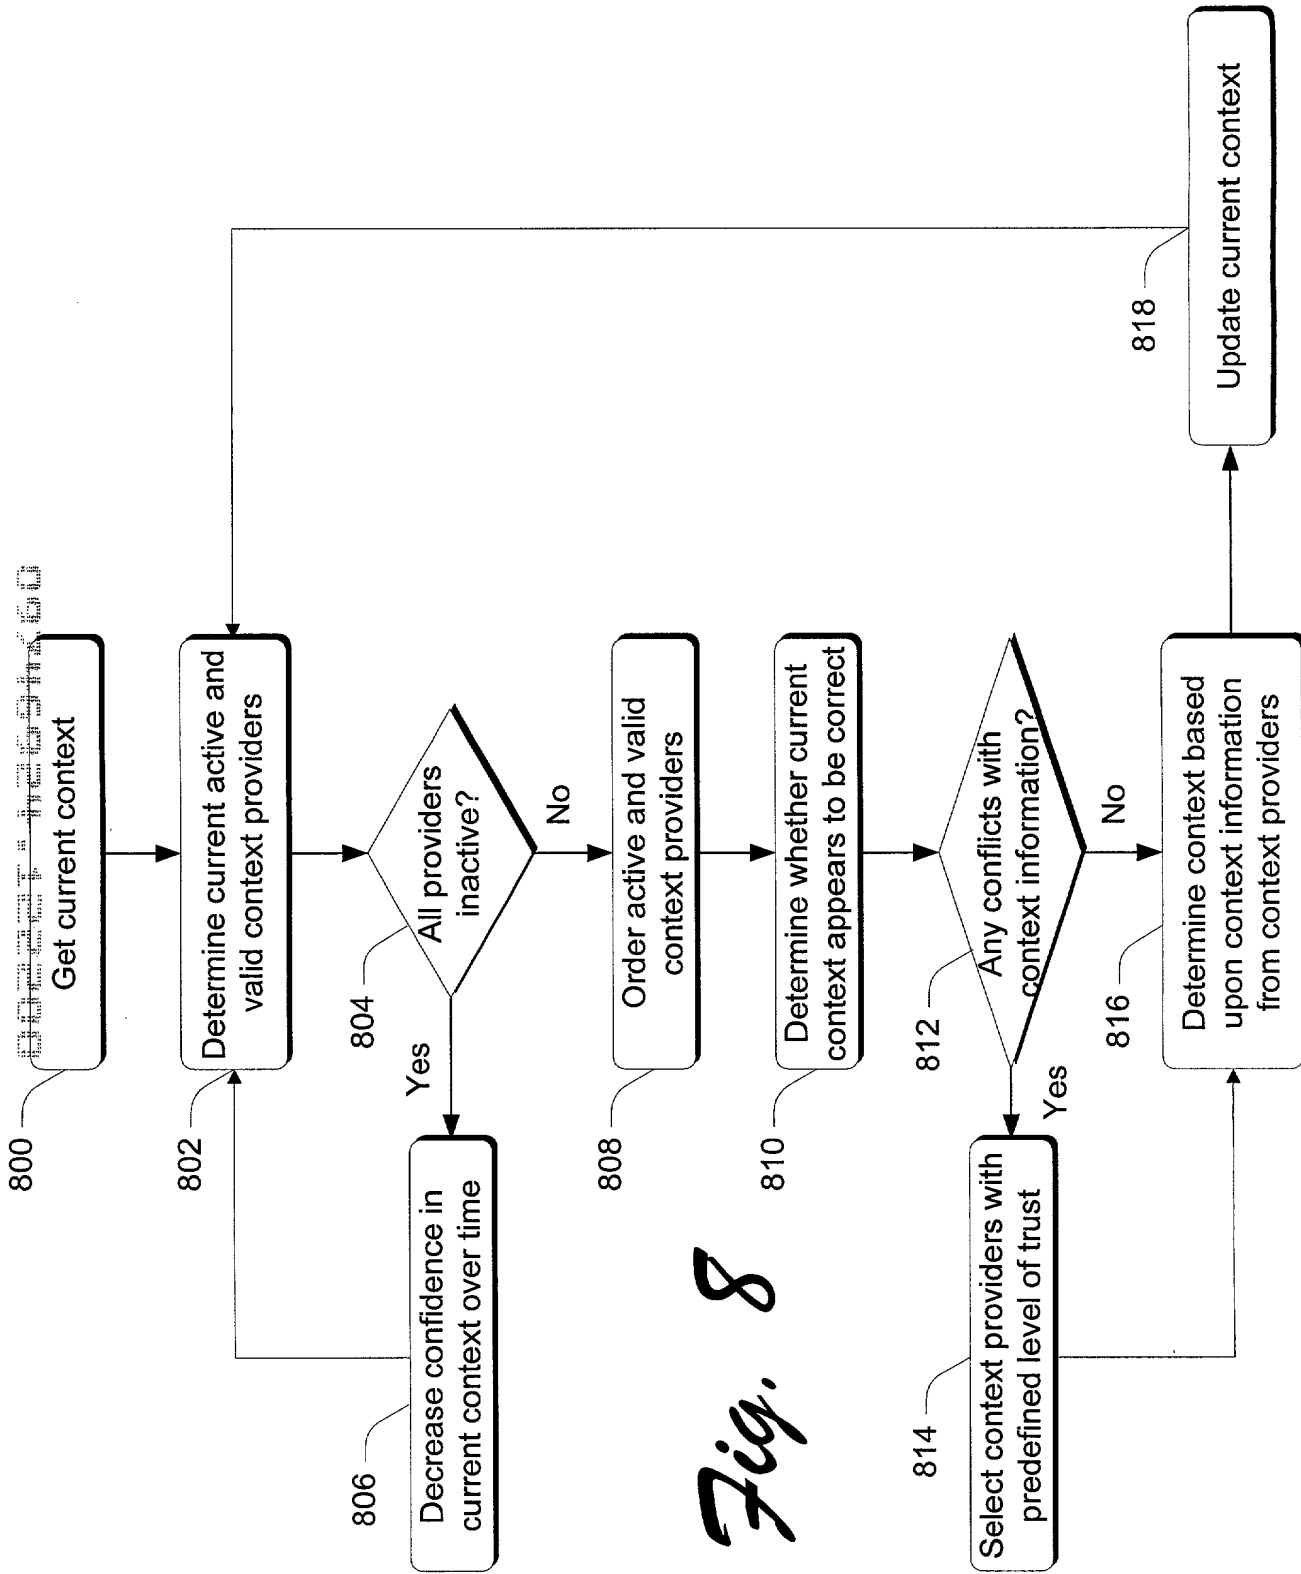 800
Get current context
802
Determine current active and
valid context providers
804
All providers
inactive?
Yes
No
806
Decrease confidence in
current context over time
808
Order active and valid
context providers
810
Determine whether current
context appears to be correct
812
Any conflicts with
context information?
Yes
No
814
Select context providers with
predefined level of trust
816
Determine context based
upon context information
from context providers
818
Update current context
Fig. 8